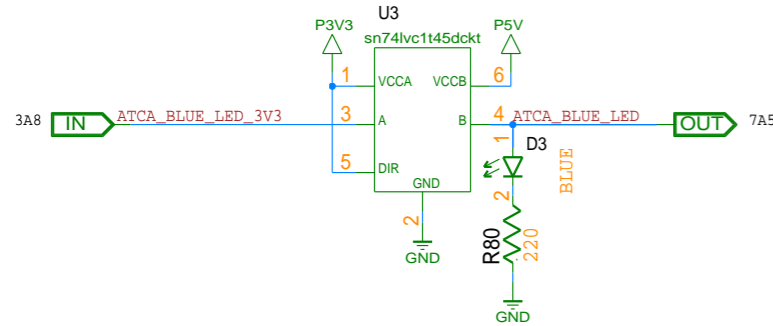 U3
P3V3
sn74lvc1t45dckt
P5V
1
VCCA
VCCB
6
3A8
IN
ATCA_BLUE_LED_3V3
3
A
B
4
ATCA_BLUE_LED
OUT
7A5
1
D3
BLUE
5
DIR
GND
2
2
R80
220
GND
GND